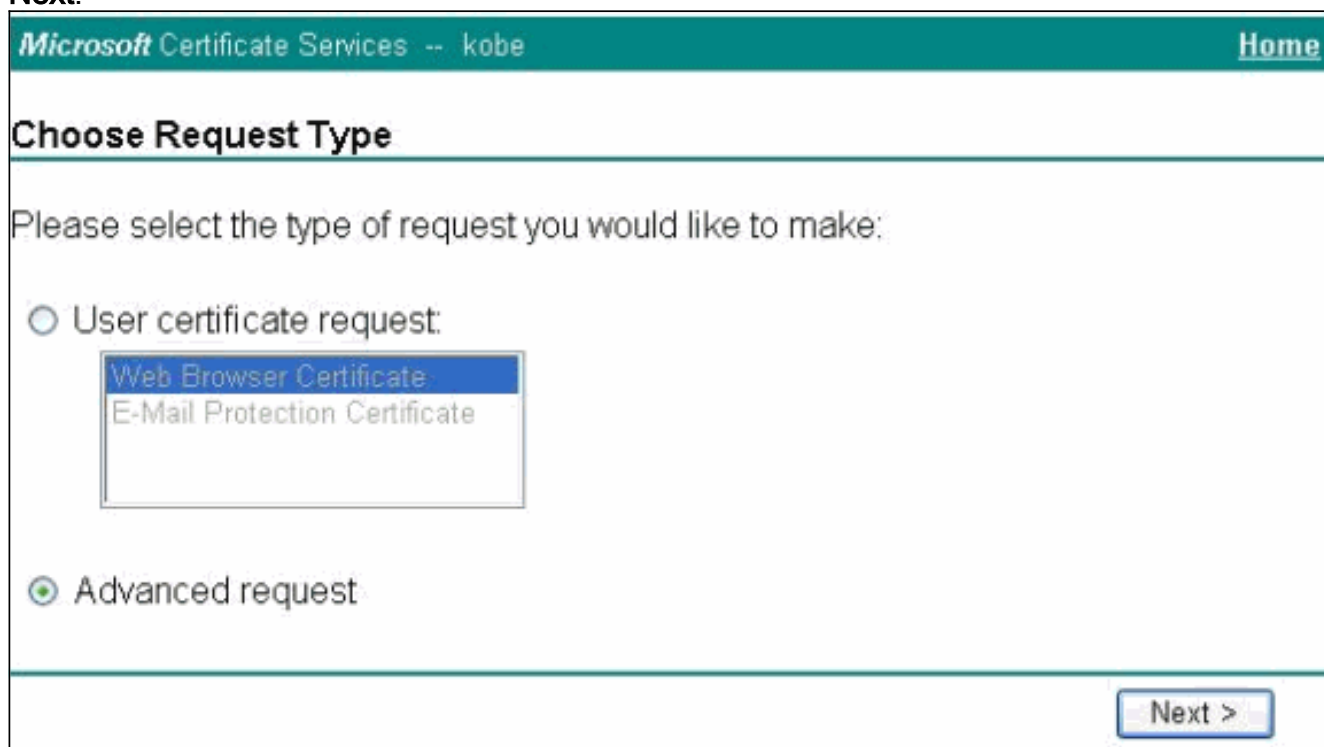 Next.
Microsoft Certificate Services -- kobe Home
Choose Request Type
Please select the type of request you would like to make:
User certificate request:
Web Browser Certificate
E-Mail Protection Certificate
Advanced request
Next >